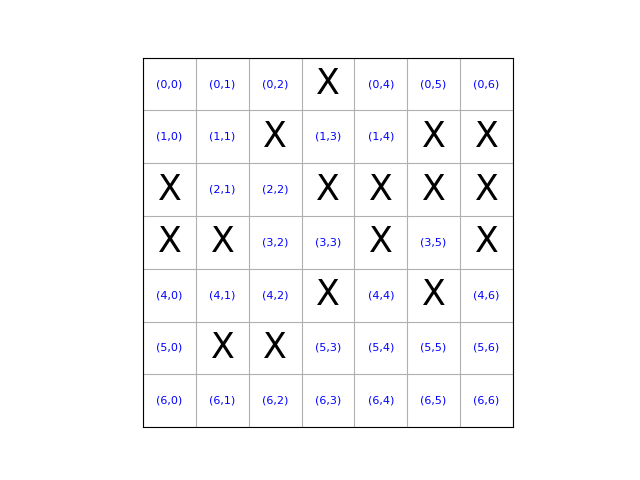 (0,0) (0,1) (0,2) X (0,4) (0,5) (0,6)
(1,0) (1,1) X (1,3) (1,4) X X
X (2,1) (2,2) X X X X
X X (3,2) (3,3) X (3,5) X
(4,0) (4,1) (4,2) X (4,4) X (4,6)
(5,0) X X (5,3) (5,4) (5,5) (5,6)
(6,0) (6,1) (6,2) (6,3) (6,4) (6,5) (6,6)